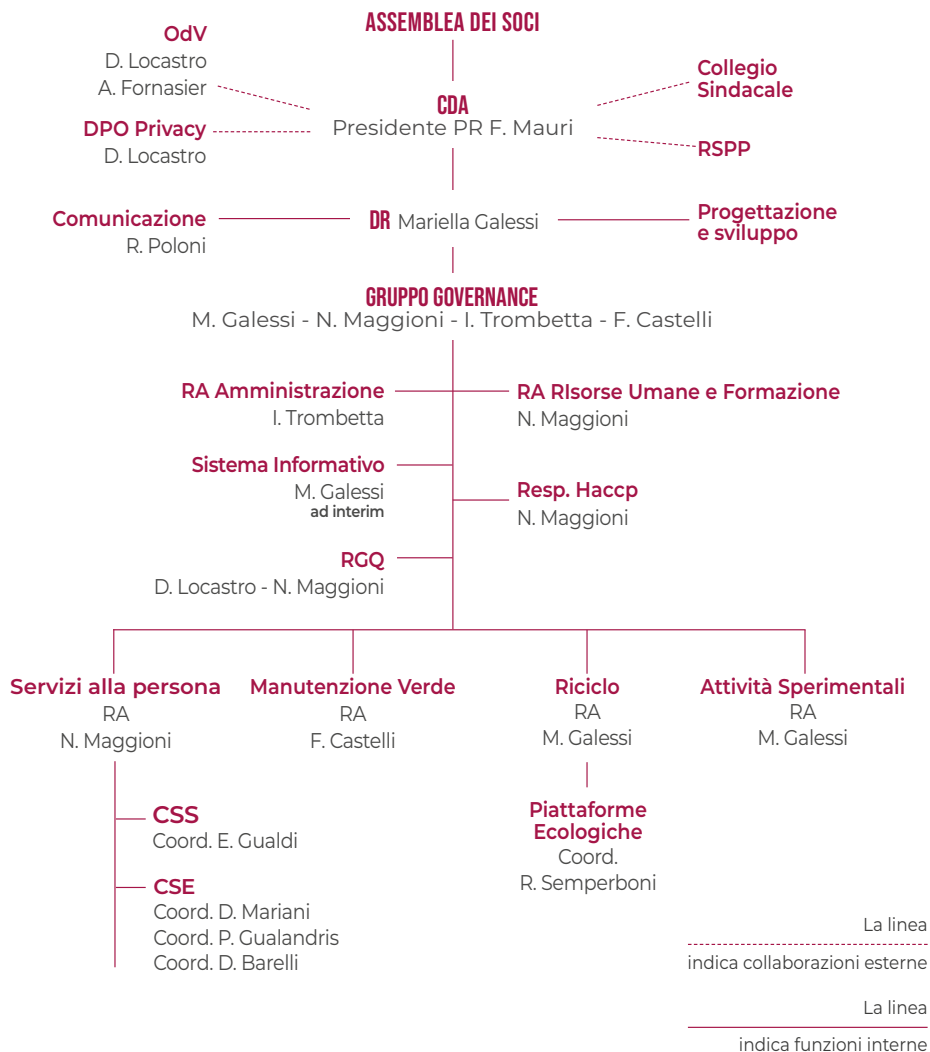 ASSEMBLEA DEI SOCI
OdV
D. Locastro
A. Fornasier
Collegio
Sindacale
CDA
Presidente PR F. Mauri
DPO Privacy
D. Locastro
RSPP
Comunicazione
R. Poloni
DR Mariella Galessi
Progettazione
e sviluppo
GRUPPO GOVERNANCE
M. Galessi - N. Maggioni - I. Trombetta - F. Castelli
RA Amministrazione
I. Trombetta
RA RIsorse Umane e Formazione
N. Maggioni
Sistema Informativo
M. Galessi
ad interim
Resp. Haccp
N. Maggioni
RGQ
D. Locastro - N. Maggioni
Servizi alla persona
RA
N. Maggioni
Manutenzione Verde
RA
F. Castelli
Riciclo
RA
M. Galessi
Attività Sperimentali
RA
M. Galessi
CSS
Coord. E. Gualdi
CSE
Coord. D. Mariani
Coord. P. Gualandris
Coord. D. Barelli
Piattaforme
Ecologiche
Coord.
R. Semperboni
La linea
indica collaborazioni esterne
La linea
indica funzioni interne